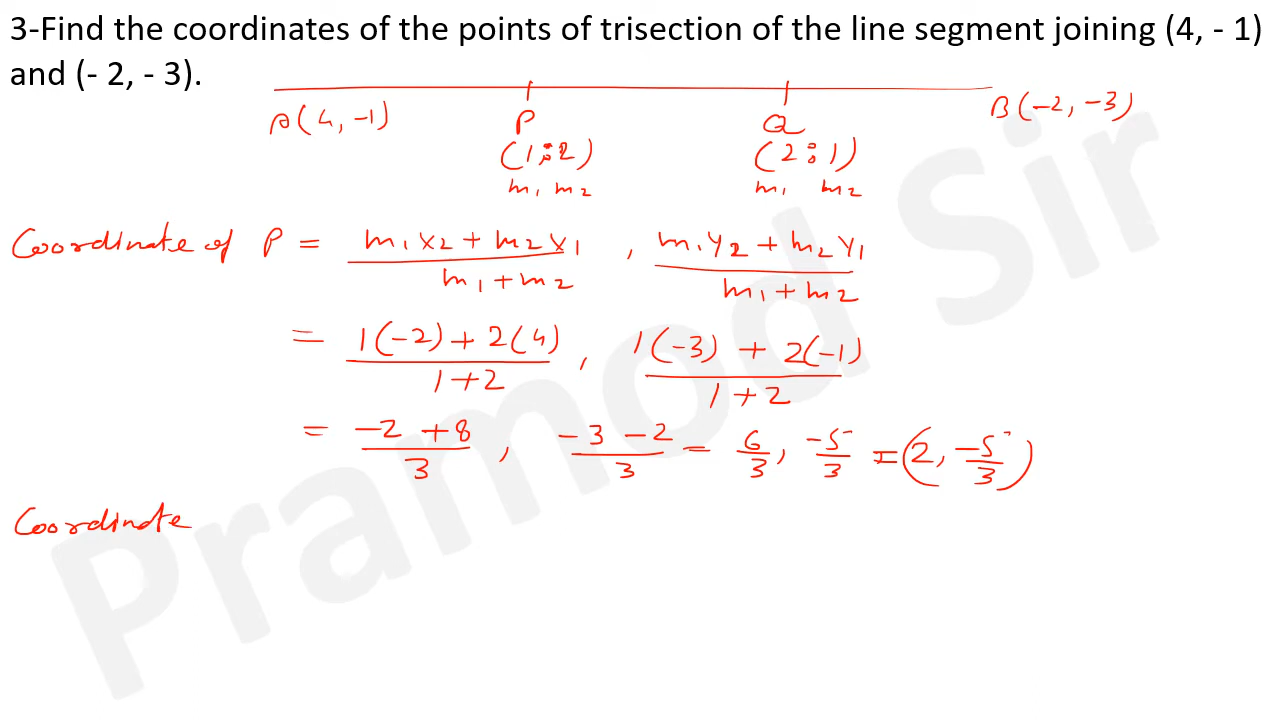 3-Find the coordinates of the points of trisection of the line segment joining (4, - 1)
and (- 2, - 3).
A(4, -1) P Q B(-2, -3)
(1:2) (2:1)
m1 m2 m1 m2
Coordinate of P = m1x2 + m2x1 / m1 + m2 , m1y2 + m2y1 / m1 + m2
= 1(-2) + 2(4) / 1+2 , 1(-3) + 2(-1) / 1+2
= -2 +8 / 3 , -3 -2 / 3 = 6/3, -5/3 = (2, -5/3)
Coordinate
Pramod Sir